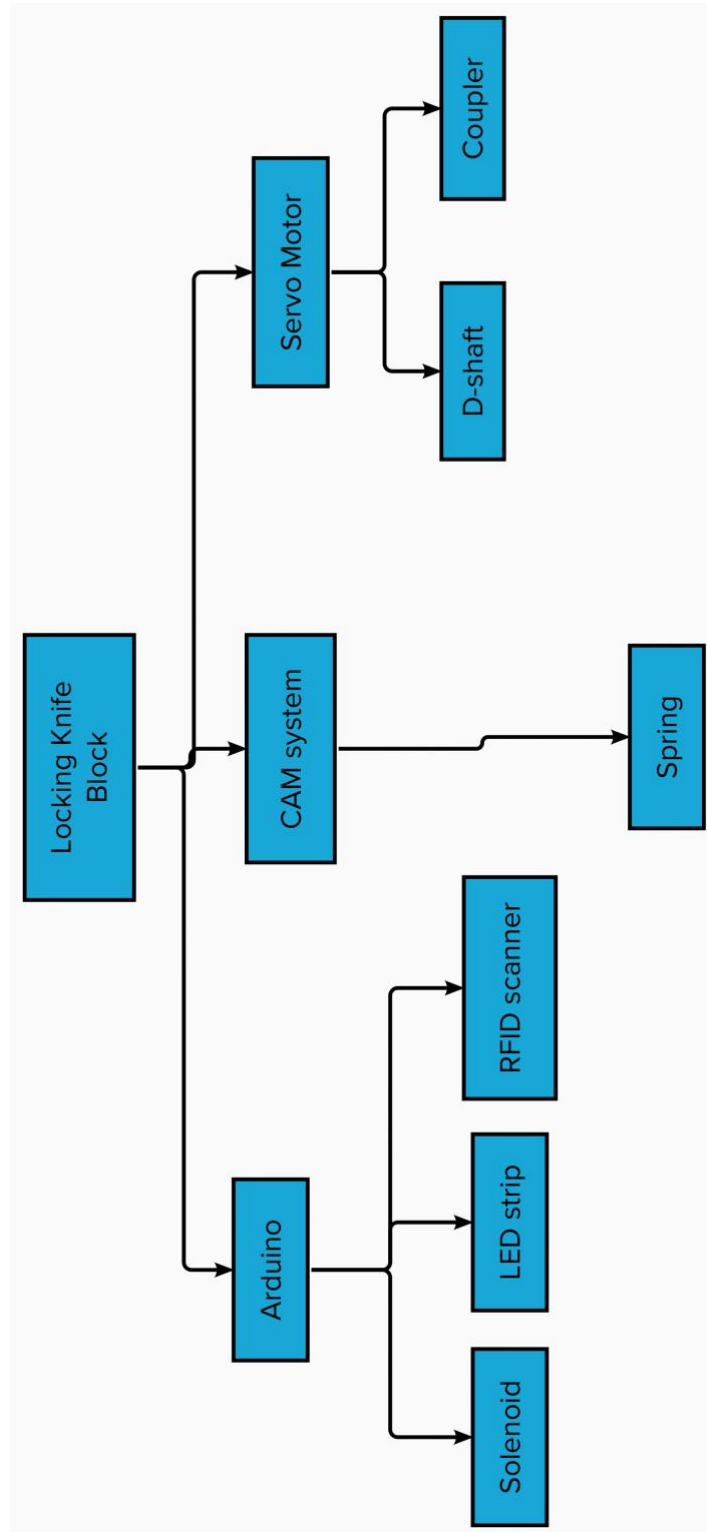 Locking Knife
Block
Arduino
CAM system
Servo Motor
Solenoid
LED strip
RFID scanner
D-shaft
Coupler
Spring